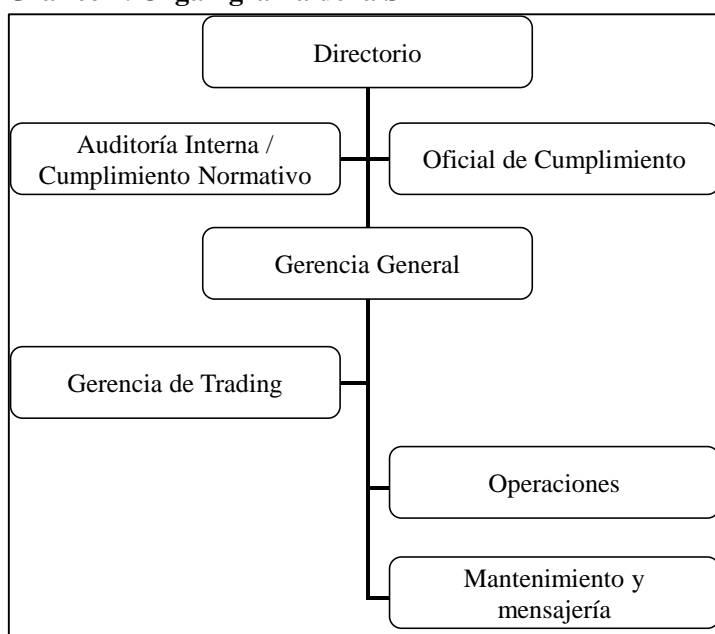 Directorio
Auditoría Interna /
Cumplimiento Normativo
Oficial de Cumplimiento
Gerencia General
Gerencia de Trading
Operaciones
Mantenimiento y
mensajería